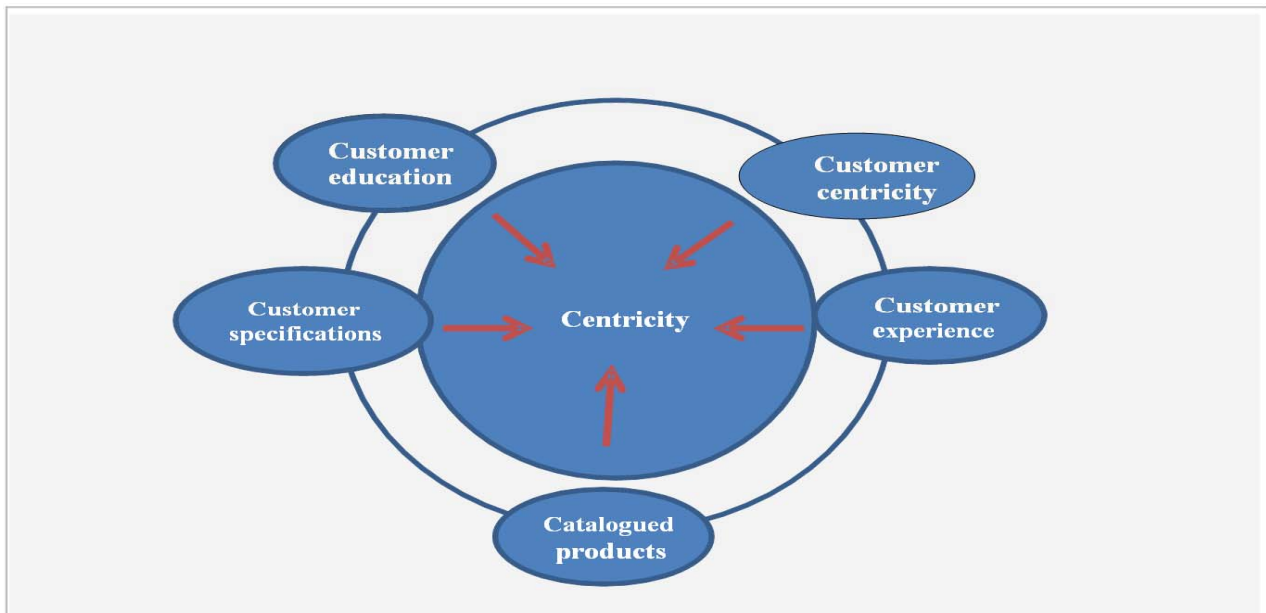 Customer
education
Customer
centricity
Customer
specifications
Centricity
Customer
experience
Catalogued
products